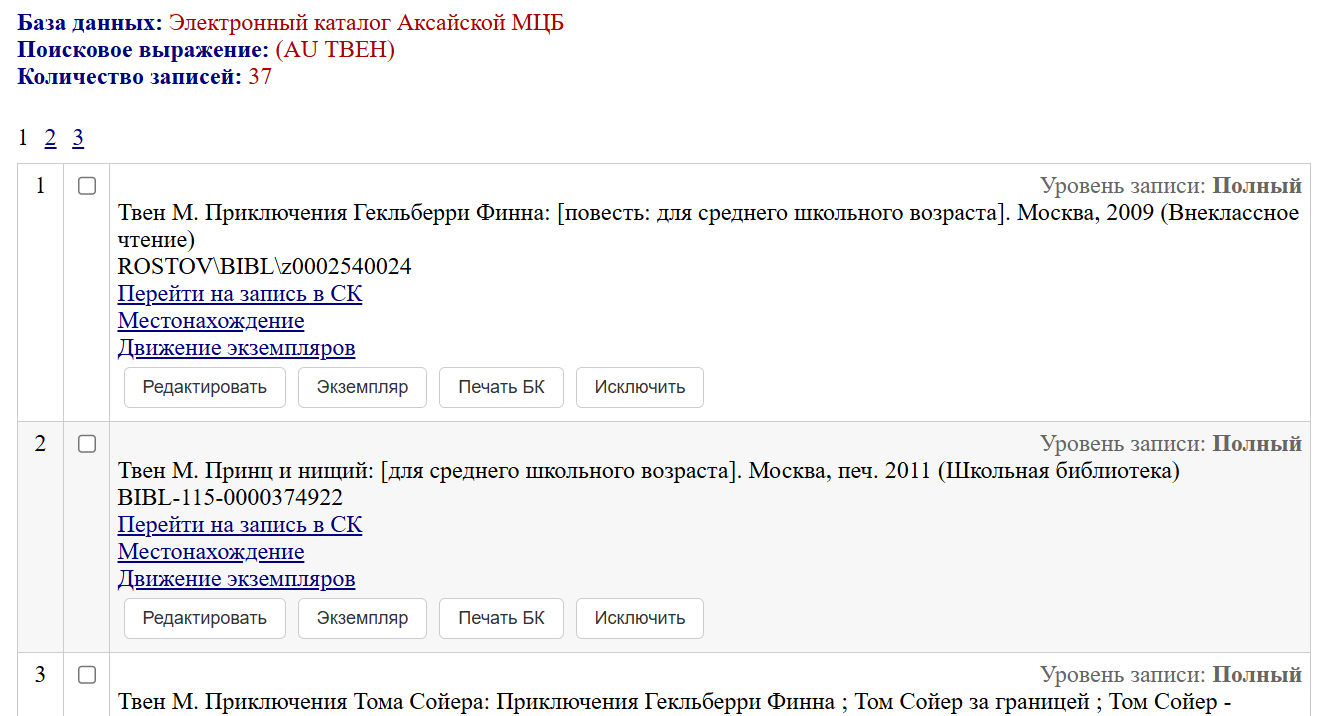 База данных: Электронный каталог Аксайской МЦБ
Поисковое выражение: (AU ТВЕН)
Количество записей: 37
1 2 3
1
Уровень записи: Полный
Твен М. Приключения Гекльберри Финна: [повесть: для среднего школьного возраста]. Москва, 2009 (Внеклассное
чтение)
ROSTOV\BIBL\z0002540024
Перейти на запись в СК
Местонахождение
Движение экземпляров
Редактировать Экземпляр Печать БК Исключить
2
Уровень записи: Полный
Твен М. Принц и нищий: [для среднего школьного возраста]. Москва, печ. 2011 (Школьная библиотека)
BIBL-115-0000374922
Перейти на запись в СК
Местонахождение
Движение экземпляров
Редактировать Экземпляр Печать БК Исключить
3
Уровень записи: Полный
Твен М. Приключения Тома Сойера: Приключения Гекльберри Финна ; Том Сойер за границей ; Том Сойер -